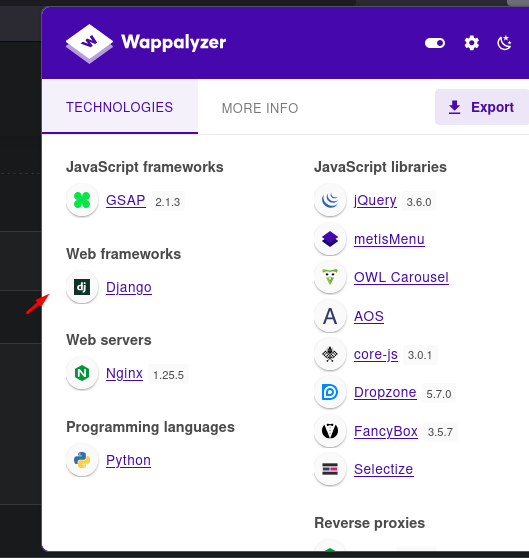 Wappalyzer
TECHNOLOGIES
MORE INFO
Export
JavaScript frameworks
GSAP 2.1.3
Web frameworks
dj Django
Web servers
Nginx 1.25.5
Programming languages
Python
JavaScript libraries
jQuery 3.6.0
metisMenu
OWL Carousel
A AOS
core-js 3.0.1
Dropzone 5.7.0
FancyBox 3.5.7
Selectize
Reverse proxies